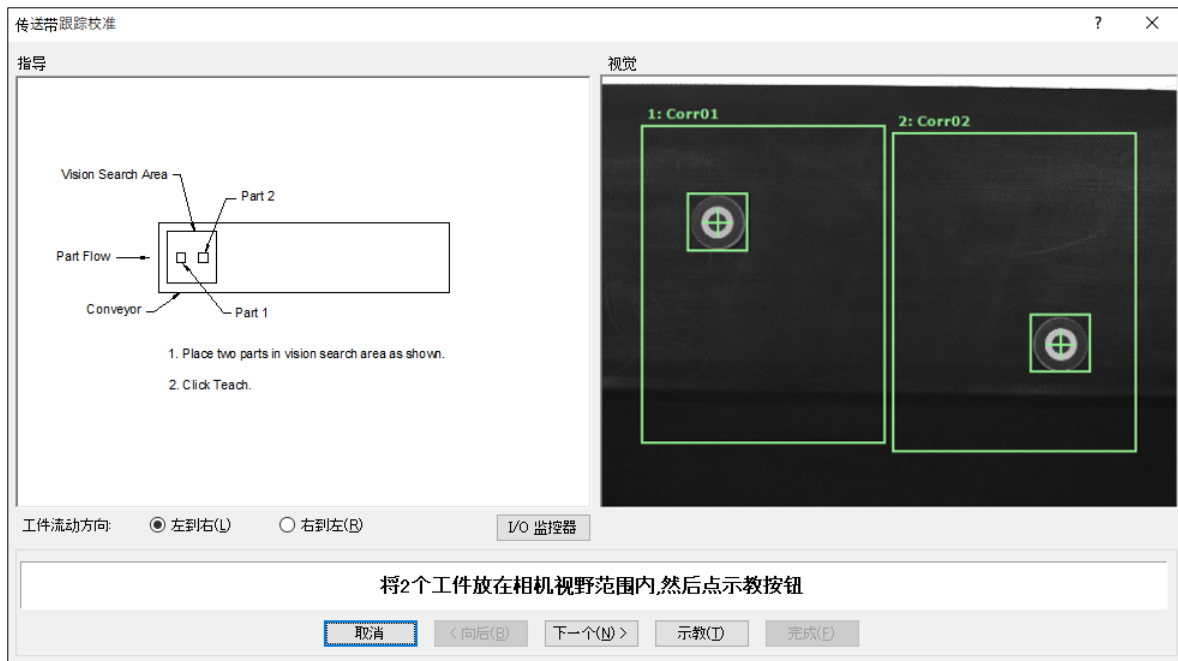 传送带跟踪校准
?
指导
视觉
Vision Search Area
Part 2
Part Flow
Conveyor
Part 1
1. Place two parts in vision search area as shown.
2. Click Teach.
1: Corr01
2: Corr02
工件流动方向:
左到右(L)
右到左(R)
I/O 监控器
将2个工件放在相机视野范围内,然后点示教按钮
取消
< 向后(B)
下一个(N) >
示教(T)
完成(F)